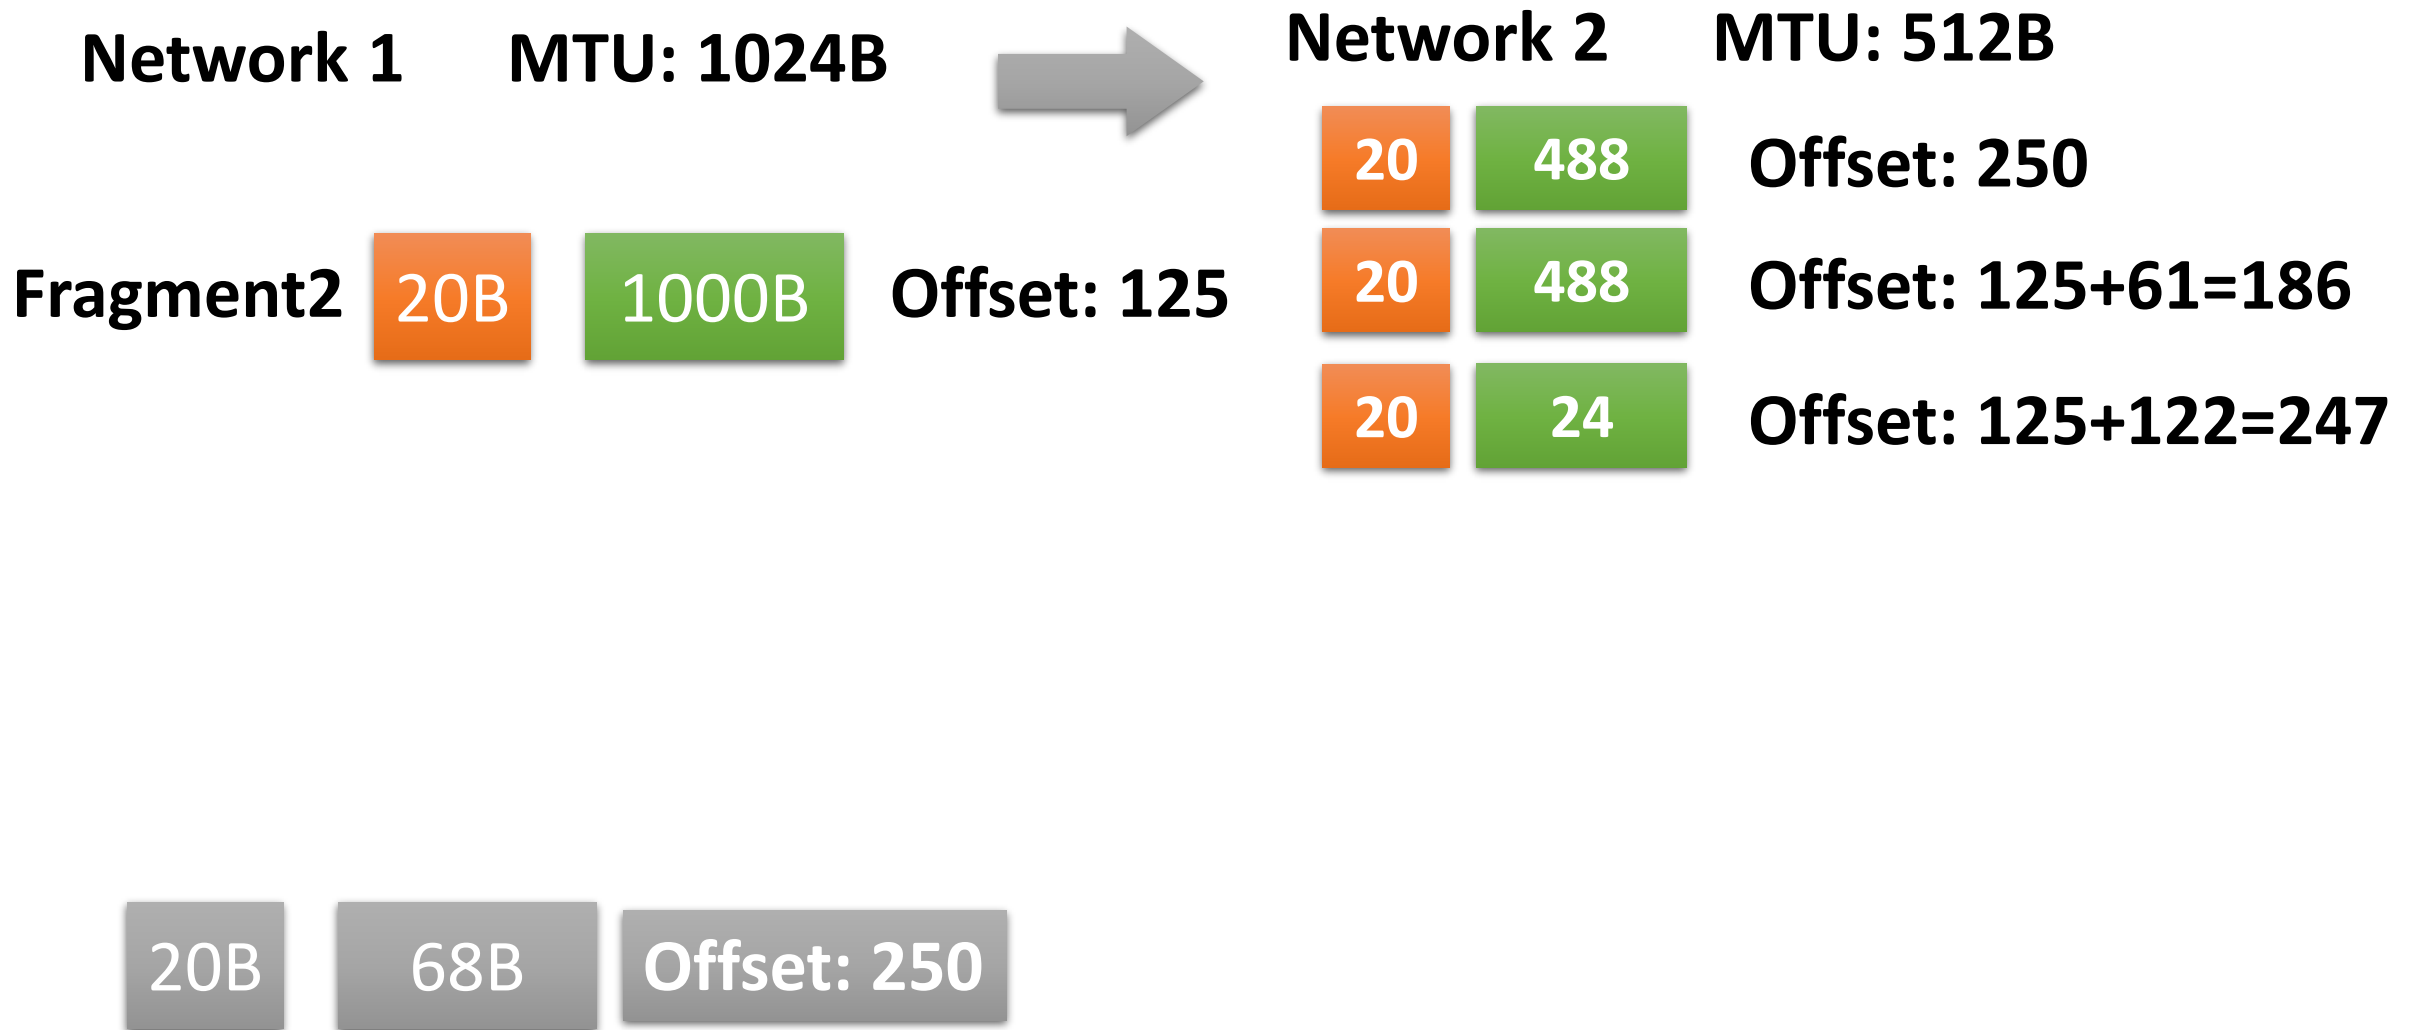 Network 1 MTU: 1024B
Network 2 MTU: 512B
20 488 Offset: 250
Fragment2 20B 1000B Offset: 125
20 488 Offset: 125+61=186
20 24 Offset: 125+122=247
20B 68B Offset: 250